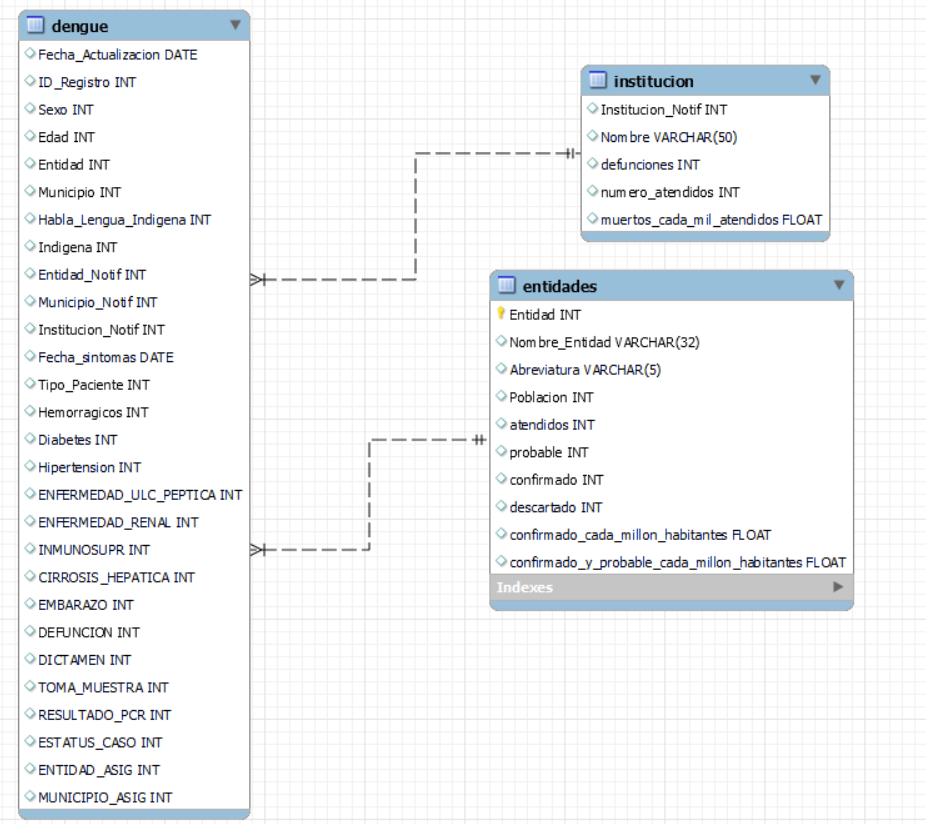 dengue
Fecha_Actualizacion DATE
ID_Registro INT
Sexo INT
Edad INT
Entidad INT
Municipio INT
Habla_Lengua_Indigena INT
Indigena INT
Entidad_Notif INT
Municipio_Notif INT
Institucion_Notif INT
Fecha_sintomas DATE
Tipo_Paciente INT
Hemorragicos INT
Diabetes INT
Hipertension INT
ENFERMEDAD_ULC_PEPTICA INT
ENFERMEDAD_RENAL INT
INMUNOSUPR INT
CIRROSIS_HEPATICA INT
EMBARAZO INT
DEFUNCION INT
DICTAMEN INT
TOMA_MUESTRA INT
RESULTADO_PCR INT
ESTATUS_CASO INT
ENTIDAD_ASIG INT
MUNICIPIO_ASIG INT
institucion
Institucion_Notif INT
Nombre VARCHAR(50)
defunciones INT
numero_atendidos INT
muertos_cada_mil_atendidos FLOAT
entidades
Entidad INT
Nombre_Entidad VARCHAR(32)
Abreviatura VARCHAR(5)
Poblacion INT
atendidos INT
probable INT
confirmado INT
descartado INT
confirmado_cada_millon_habitantes FLOAT
confirmado_y_probable_cada_millon_habitantes FLOAT
Indexes